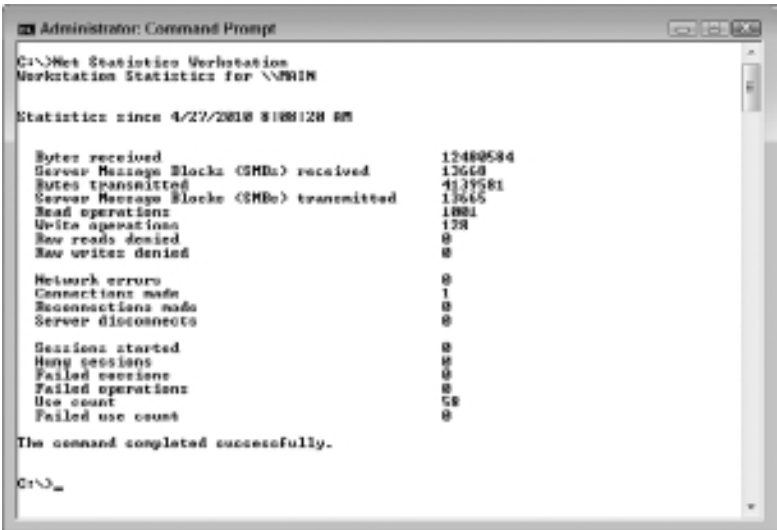 Administrator: Command Prompt
C:\>Net Statistics Workstation
Workstation Statistics for \\MAIN
Statistics since 4/27/2010 8:08:20 AM
Bytes received 12480584
Server Message Blocks (SMBs) received 13660
Bytes transmitted 4139581
Server Message Blocks (SMBs) transmitted 13665
Read operations 1001
Write operations 128
Raw reads denied 0
Raw writes denied 0
Network errors 0
Connections made 1
Reconnections made 0
Server disconnects 0
Sessions started 0
Hung sessions 0
Failed sessions 0
Failed operations 0
Use count 58
Failed use count 0
The command completed successfully.
C:\>_